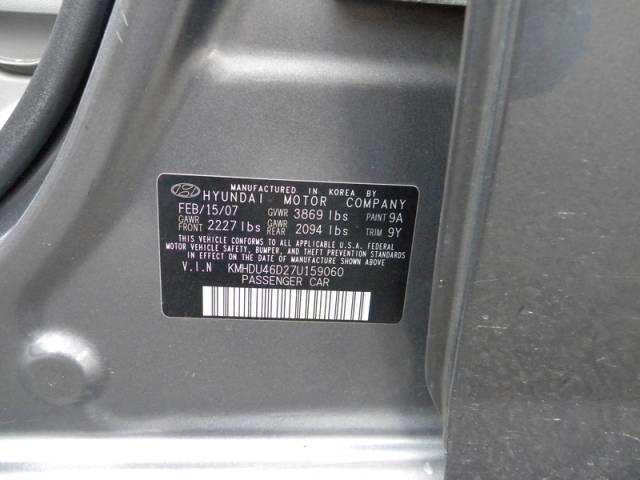 MANUFACTURED IN KOREA BY
HYUNDAI MOTOR COMPANY
FEB/15/07 GVWR 3869 lbs PAINT 9A
GAWR FRONT 2227 lbs GAWR REAR 2094 lbs TRIM 9Y
THIS VEHICLE CONFORMS TO ALL APPLICABLE U.S.A. FEDERAL
MOTOR VEHICLE SAFETY, BUMPER, AND THEFT PREVENTION STANDARDS
IN EFFECT ON THE DATE OF MANUFACTURE SHOWN ABOVE.
V.I.N KMHDU46D27U159060
PASSENGER CAR